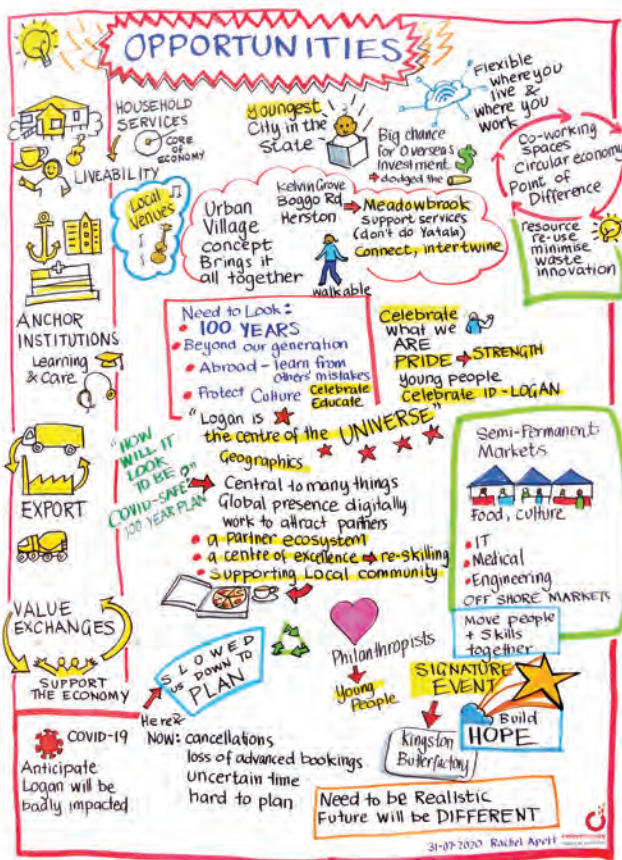 OPPORTUNITIES
HOUSEHOLD
SERVICES
CORE
OF
ECONOMY
LIVEABILITY
Local
Venues
youngest
City in the
State
Big chance
for overseas
Investment
dodged the
Flexible
where you
live &
where you
work
Co-working
Spaces
Circular economy
Point of
Difference
resource
re-use
minimise
waste
innovation
Urban
Village
concept
Brings it
all together
Kelvin Grove
Boggo Rd
Herston
Meadowbrook
support services
(don't do Yatala)
Connect, intertwine
walkable
ANCHOR
INSTITUTIONS
Learning
& Care
Need to Look:
100 YEARS
Beyond our generation
Abroad - learn from
others' mistakes
Protect Culture Celebrate
Educate
Celebrate
what we
ARE
PRIDE → STRENGTH
young people
Celebrate ID - LOGAN
"Logan is
the centre of the UNIVERSE"
Geographics
Central to many things
Global presence digitally
work to attract partners
a partner ecosystem
a centre of excellence → re-skilling
Supporting Local community
"HOW
WILL IT
LOOK
TO BE?"
COVID-SAFE
100 YEAR PLAN
EXPORT
Semi-Permanent
Markets
Food, culture
IT
Medical
Engineering
OFF SHORE MARKETS
Move people
+ Skills
together
VALUE
EXCHANGES
SUPPORT
THE ECONOMY
SLOWED
US DOWN TO
PLAN
Philanthropists
Young
People
SIGNATURE
EVENT
Kingston
Butterfactory
Build
HOPE
COVID-19
Anticipate
Logan will be
badly impacted
Here &
Now: cancellations
loss of advanced bookings
uncertain time
hard to plan
Need to be Realistic
Future will be DIFFERENT
31-07-2020 Rachel Apelt